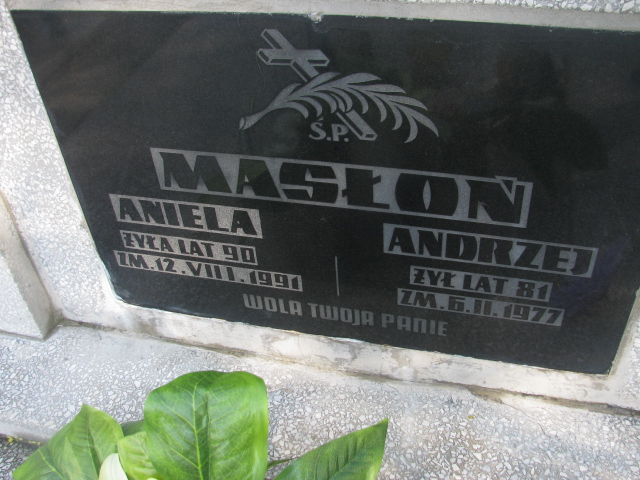 Ś.P.
MASŁOŃ
ANIELA
ŻYŁA LAT 90
ZM.12.VIII.1991
ANDRZEJ
ŻYŁ LAT 81
ZM.6.II.1977
WOLA TWOJA PANIE